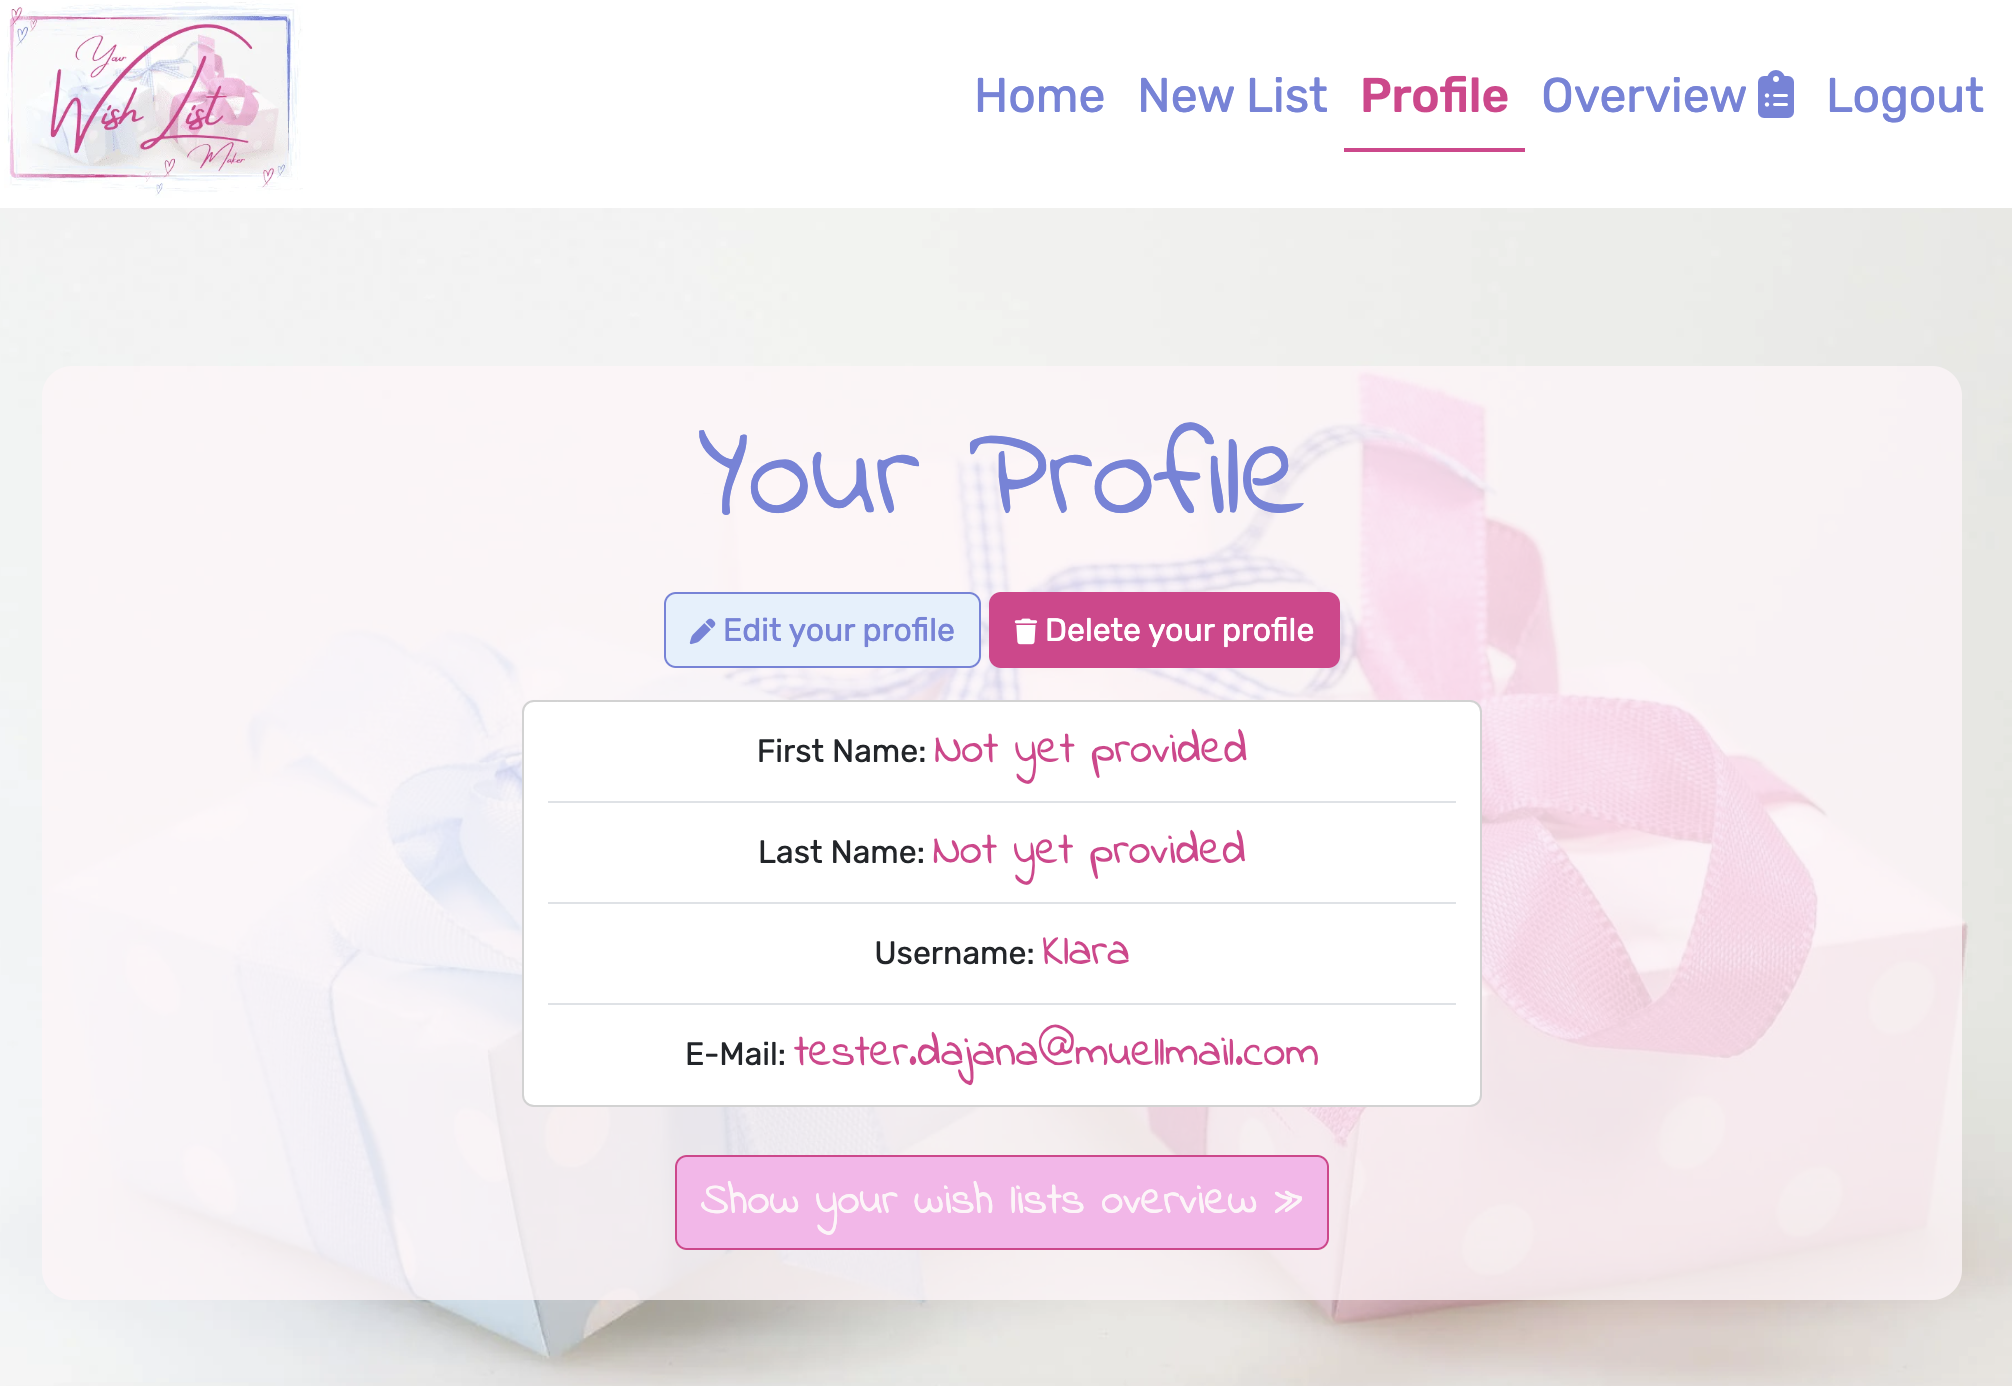 Your
Wish List
Maker
Home New List Profile Overview Logout
Your Profile
Edit your profile Delete your profile
First Name: Not yet provided
Last Name: Not yet provided
Username: Klara
E-Mail: tester.dajana@muellmail.com
Show your wish lists overview »